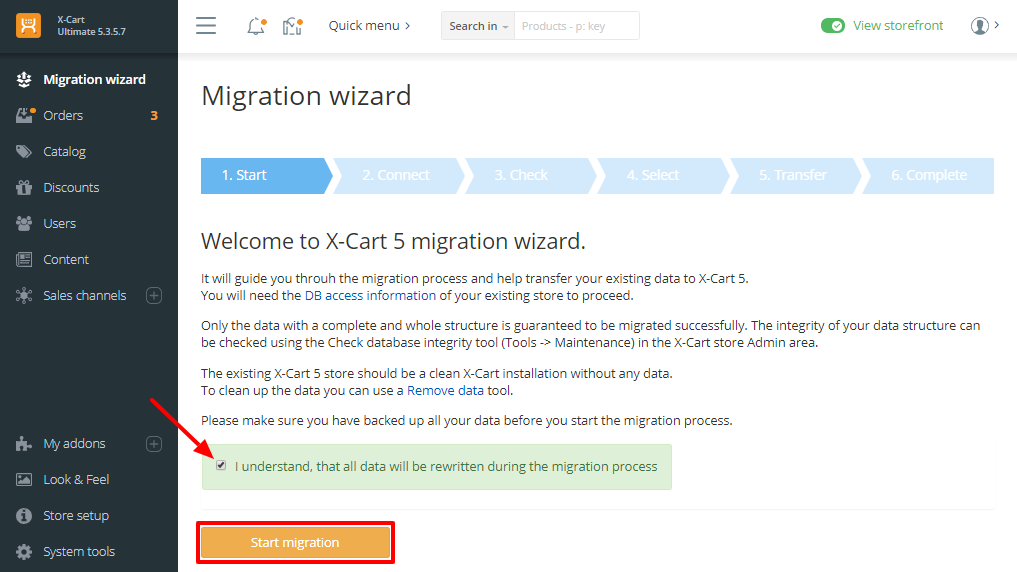 X-Cart
Ultimate 5.3.5.7
Quick menu
Search in
Products - p: key
View storefront
Migration wizard
Orders 3
Catalog
Discounts
Users
Content
Sales channels
My addons
Look & Feel
Store setup
System tools
Migration wizard
1. Start
2. Connect
3. Check
4. Select
5. Transfer
6. Complete
Welcome to X-Cart 5 migration wizard.
It will guide you throuh the migration process and help transfer your existing data to X-Cart 5.
You will need the DB access information of your existing store to proceed.
Only the data with a complete and whole structure is guaranteed to be migrated successfully. The integrity of your data structure can
be checked using the Check database integrity tool (Tools -> Maintenance) in the X-Cart store Admin area.
The existing X-Cart 5 store should be a clean X-Cart installation without any data.
To clean up the data you can use a Remove data tool.
Please make sure you have backed up all your data before you start the migration process.
I understand, that all data will be rewritten during the migration process
Start migration